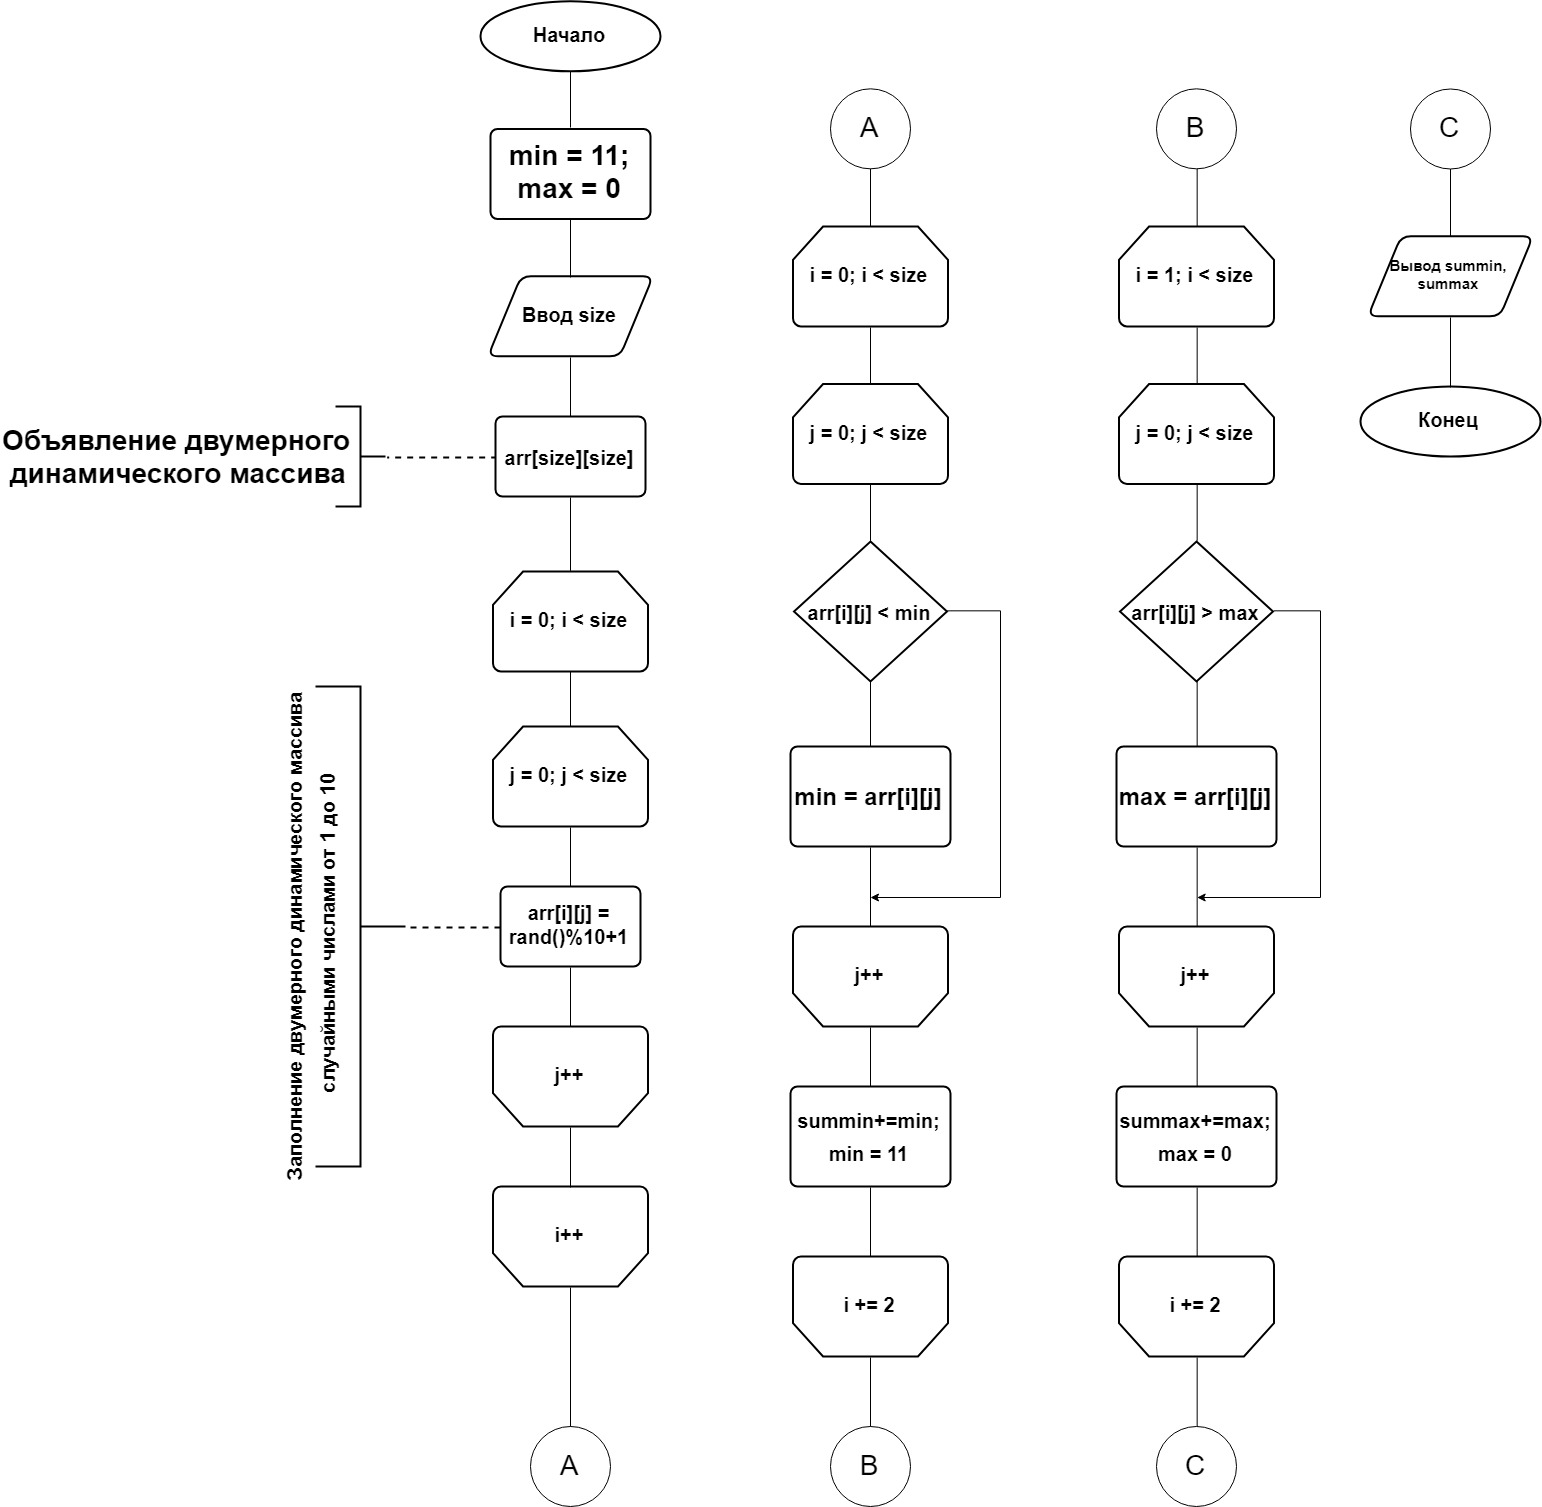 Начало
min = 11;
max = 0
Ввод size
Объявление двумерного
динамического массива
arr[size][size]
i = 0; i < size
j = 0; j < size
Заполнение двумерного динамического массива
случайными числами от 1 до 10
arr[i][j] =
rand()%10+1
j++
i++
A
A
i = 0; i < size
j = 0; j < size
arr[i][j] < min
min = arr[i][j]
j++
summin+=min;
min = 11
i += 2
B
B
i = 1; i < size
j = 0; j < size
arr[i][j] > max
max = arr[i][j]
j++
summax+=max;
max = 0
i += 2
C
C
Вывод summin,
summax
Конец